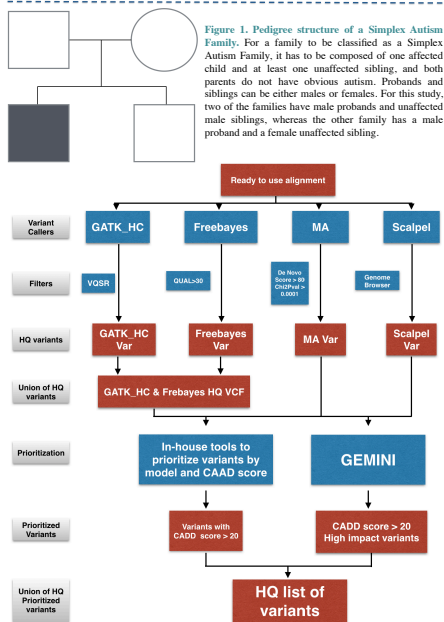 Figure 1. Pedigree structure of a Simplex Autism
Family. For a family to be classified as a Simplex
Autism Family, it has to be composed of one affected
child and at least one unaffected sibling, and both
parents do not have obvious autism. Probands and
siblings can be either males or females. For this study,
two of the families have male probands and unaffected
male siblings, whereas the other family has a male
proband and a female unaffected sibling.
Ready to use alignment
Variant
Callers
GATK_HC
Freebayes
MA
Scalpel
Filters
VQSR
QUAL>30
De Novo
Score > 80
Chi2Pval >
0.0001
Genome
Browser
HQ variants
GATK_HC
Var
Freebayes
Var
MA Var
Scalpel
Var
Union of HQ
variants
GATK_HC & Frebayes HQ VCF
Prioritization
In-house tools to
prioritize variants by
model and CAAD score
GEMINI
Prioritized
Variants
Variants with
CADD score > 20
CADD score > 20
High impact variants
Union of HQ
Prioritized
variants
HQ list of
variants